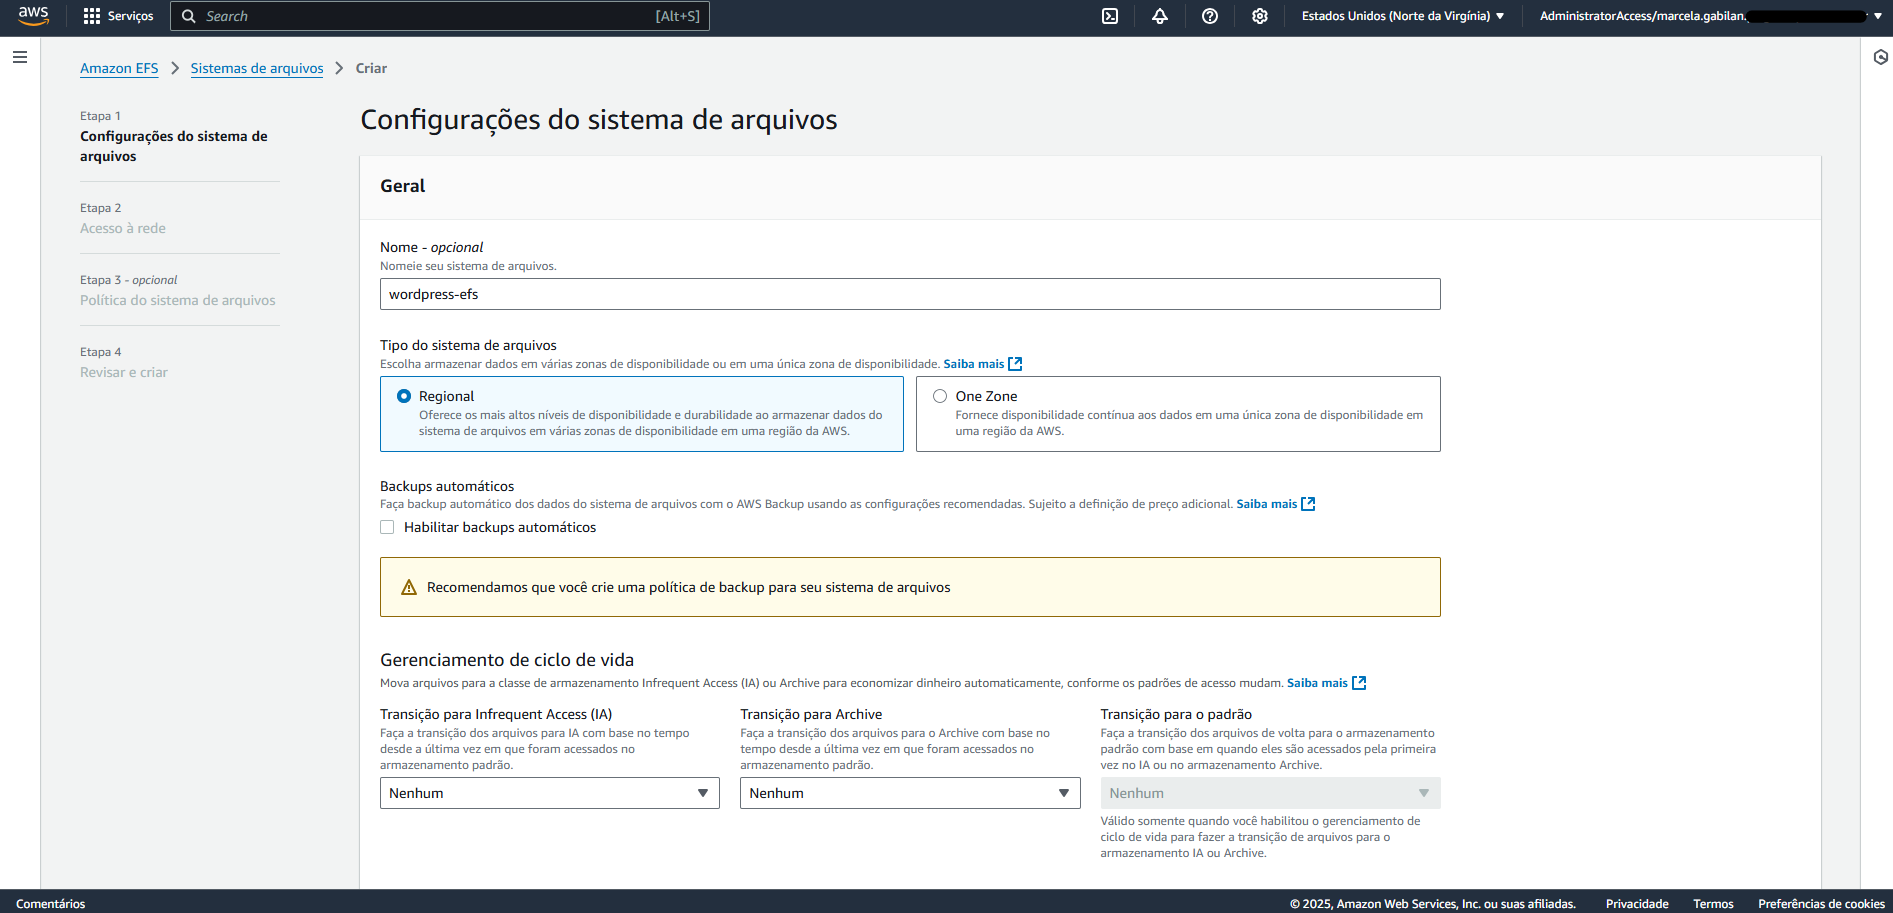 aws
Serviços
Search
[Alt+S]
Estados Unidos (Norte da Virgínia)
AdministratorAccess/marcela.gabilan.
Amazon EFS
Sistemas de arquivos
Criar
Etapa 1
Configurações do sistema de
arquivos
Etapa 2
Acesso à rede
Etapa 3 - opcional
Política do sistema de arquivos
Etapa 4
Revisar e criar
Configurações do sistema de arquivos
Geral
Nome - opcional
Nomeie seu sistema de arquivos.
wordpress-efs
Tipo do sistema de arquivos
Escolha armazenar dados em várias zonas de disponibilidade ou em uma única zona de disponibilidade. Saiba mais
Regional
Oferece os mais altos níveis de disponibilidade e durabilidade ao armazenar dados do
sistema de arquivos em várias zonas de disponibilidade em uma região da AWS.
One Zone
Fornece disponibilidade contínua aos dados em uma única zona de disponibilidade em
uma região da AWS.
Backups automáticos
Faça backup automático dos dados do sistema de arquivos com o AWS Backup usando as configurações recomendadas. Sujeito a definição de preço adicional. Saiba mais
Habilitar backups automáticos
Recomendamos que você crie uma política de backup para seu sistema de arquivos
Gerenciamento de ciclo de vida
Mova arquivos para a classe de armazenamento Infrequent Access (IA) ou Archive para economizar dinheiro automaticamente, conforme os padrões de acesso mudam. Saiba mais
Transição para Infrequent Access (IA)
Faça a transição dos arquivos para IA com base no tempo
desde a última vez em que foram acessados no
armazenamento padrão.
Nenhum
Transição para Archive
Faça a transição dos arquivos para o Archive com base no
tempo desde a última vez em que foram acessados no
armazenamento padrão.
Nenhum
Transição para o padrão
Faça a transição dos arquivos de volta para o armazenamento
padrão com base em quando eles são acessados pela primeira
vez no IA ou no armazenamento Archive.
Nenhum
Válido somente quando você habilitou o gerenciamento de
ciclo de vida para fazer a transição de arquivos para o
armazenamento IA ou Archive.
Comentários
© 2025, Amazon Web Services, Inc. ou suas afiliadas.
Privacidade
Termos
Preferências de cookies